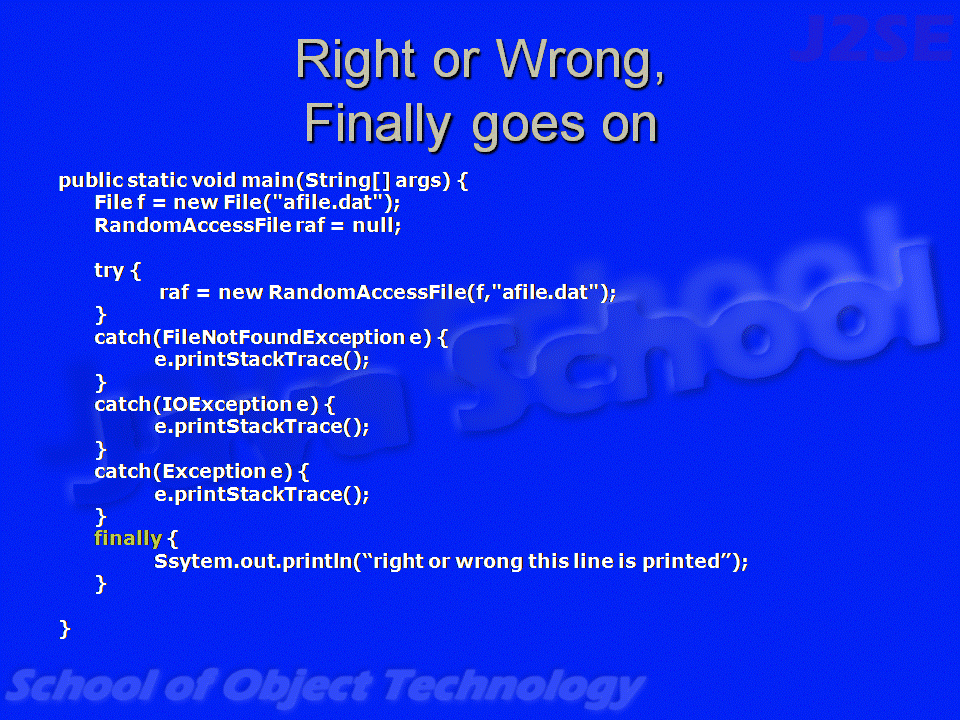 J2SE
Right or Wrong,
Finally goes on
public static void main(String[] args) {
File f = new File("afile.dat");
RandomAccessFile raf = null;
try {
raf = new RandomAccessFile(f,"afile.dat");
}
catch(FileNotFoundException e) {
e.printStackTrace();
}
catch(IOException e) {
e.printStackTrace();
}
catch(Exception e) {
e.printStackTrace();
}
finally {
Ssytem.out.println(“right or wrong this line is printed”);
}
}
Java School
School of Object Technology